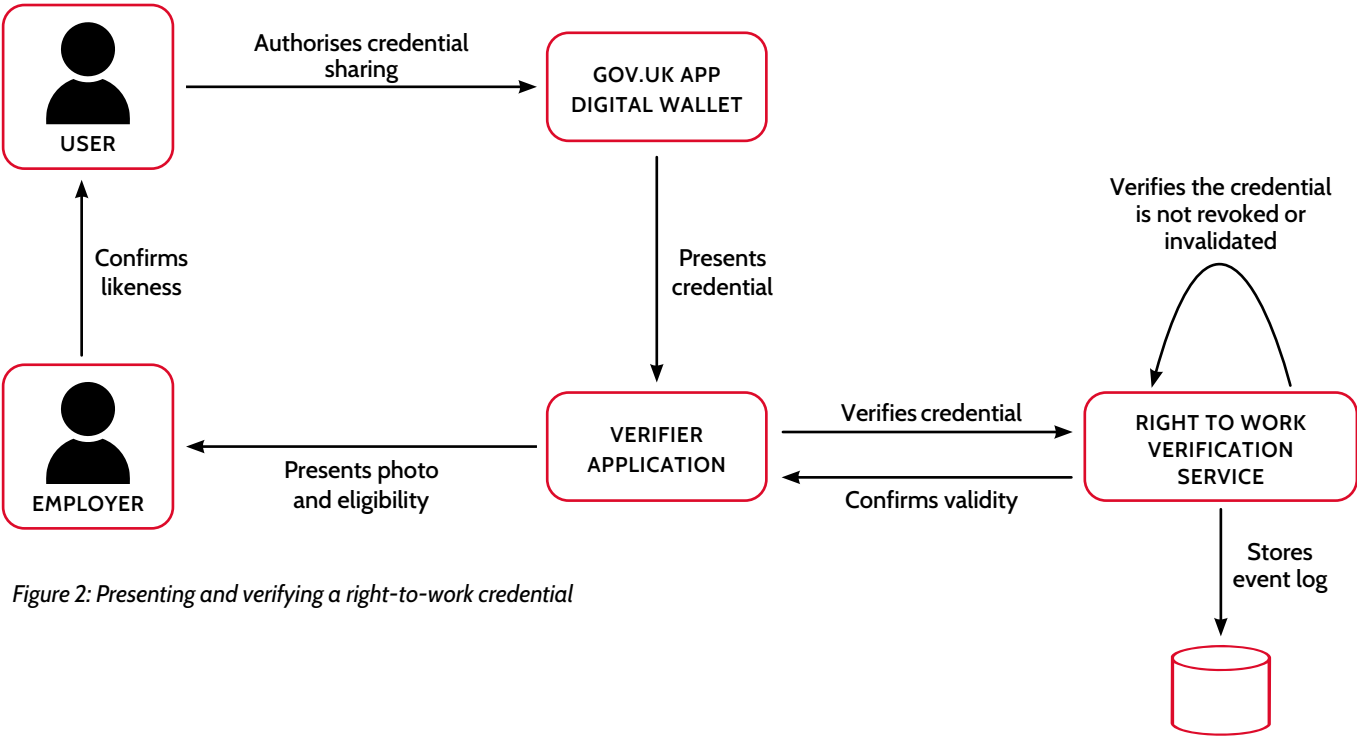 Authorises credential
sharing
USER
GOV.UK APP
DIGITAL WALLET
Confirms
likeness
Presents
credential
Verifies the credential
is not revoked or
invalidated
EMPLOYER
Presents photo
and eligibility
VERIFIER
APPLICATION
Verifies credential
Confirms validity
RIGHT TO WORK
VERIFICATION
SERVICE
Stores
event log
Figure 2: Presenting and verifying a right-to-work credential